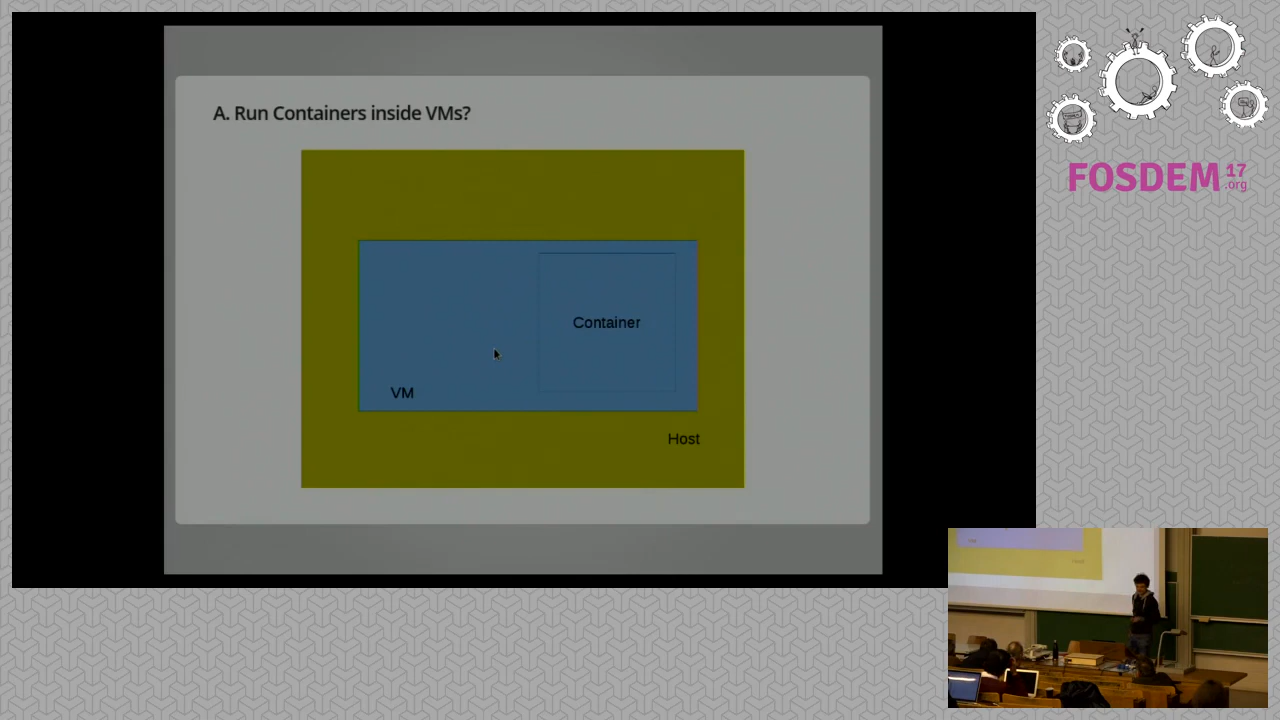 A. Run Containers inside VMs?
Container
VM
Host
FOSDEM 17
.org